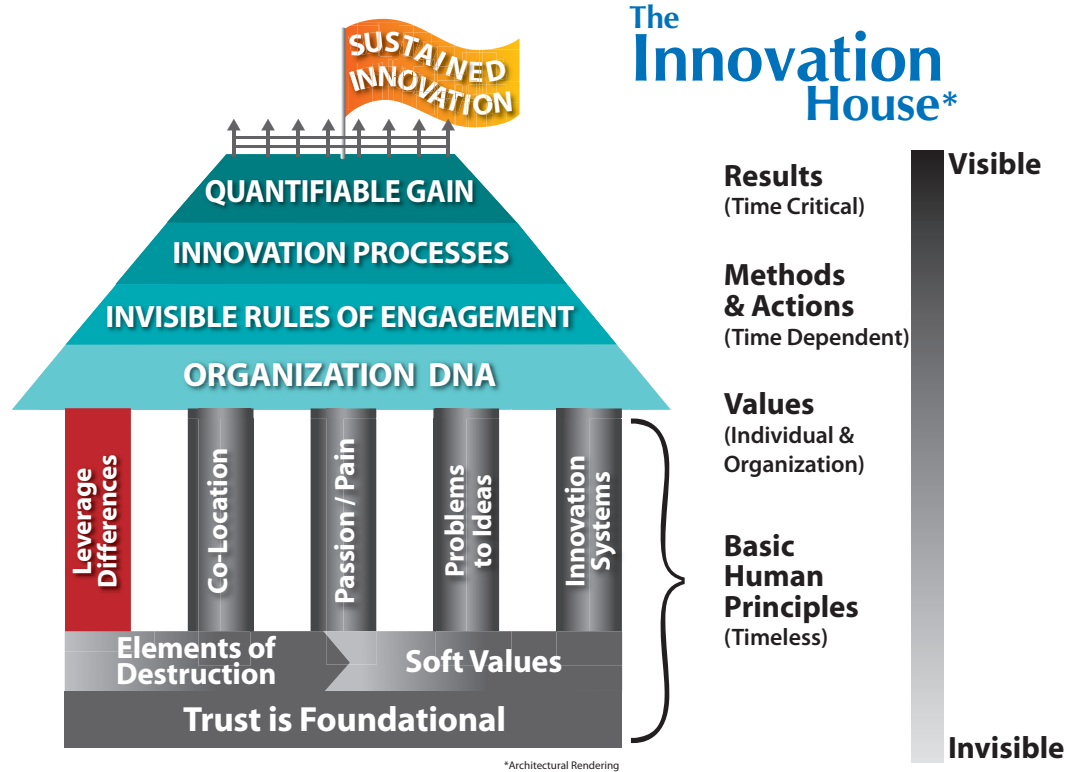 The
Innovation
House*
SUSTAINED
INNOVATION
QUANTIFIABLE GAIN
INNOVATION PROCESSES
INVISIBLE RULES OF ENGAGEMENT
ORGANIZATION DNA
Leverage
Differences
Co-Location
Passion / Pain
Problems
to Ideas
Innovation
Systems
Elements of
Destruction
Soft Values
Trust is Foundational
*Architectural Rendering
Results
(Time Critical)
Methods
& Actions
(Time Dependent)
Values
(Individual &
Organization)
Basic
Human
Principles
(Timeless)
Visible
Invisible